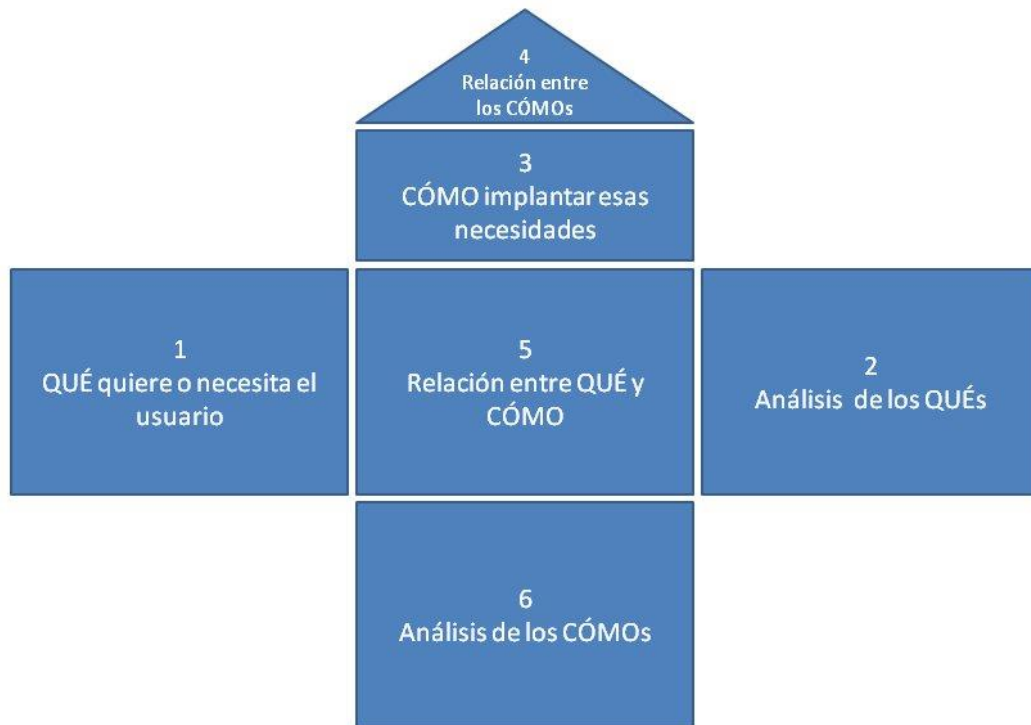 4
Relación entre
los CÓMOs
3
CÓMO implantar esas
necesidades
1
QUÉ quiere o necesita el
usuario
5
Relación entre QUÉ y
CÓMO
2
Análisis de los QUÉs
6
Análisis de los CÓMOs